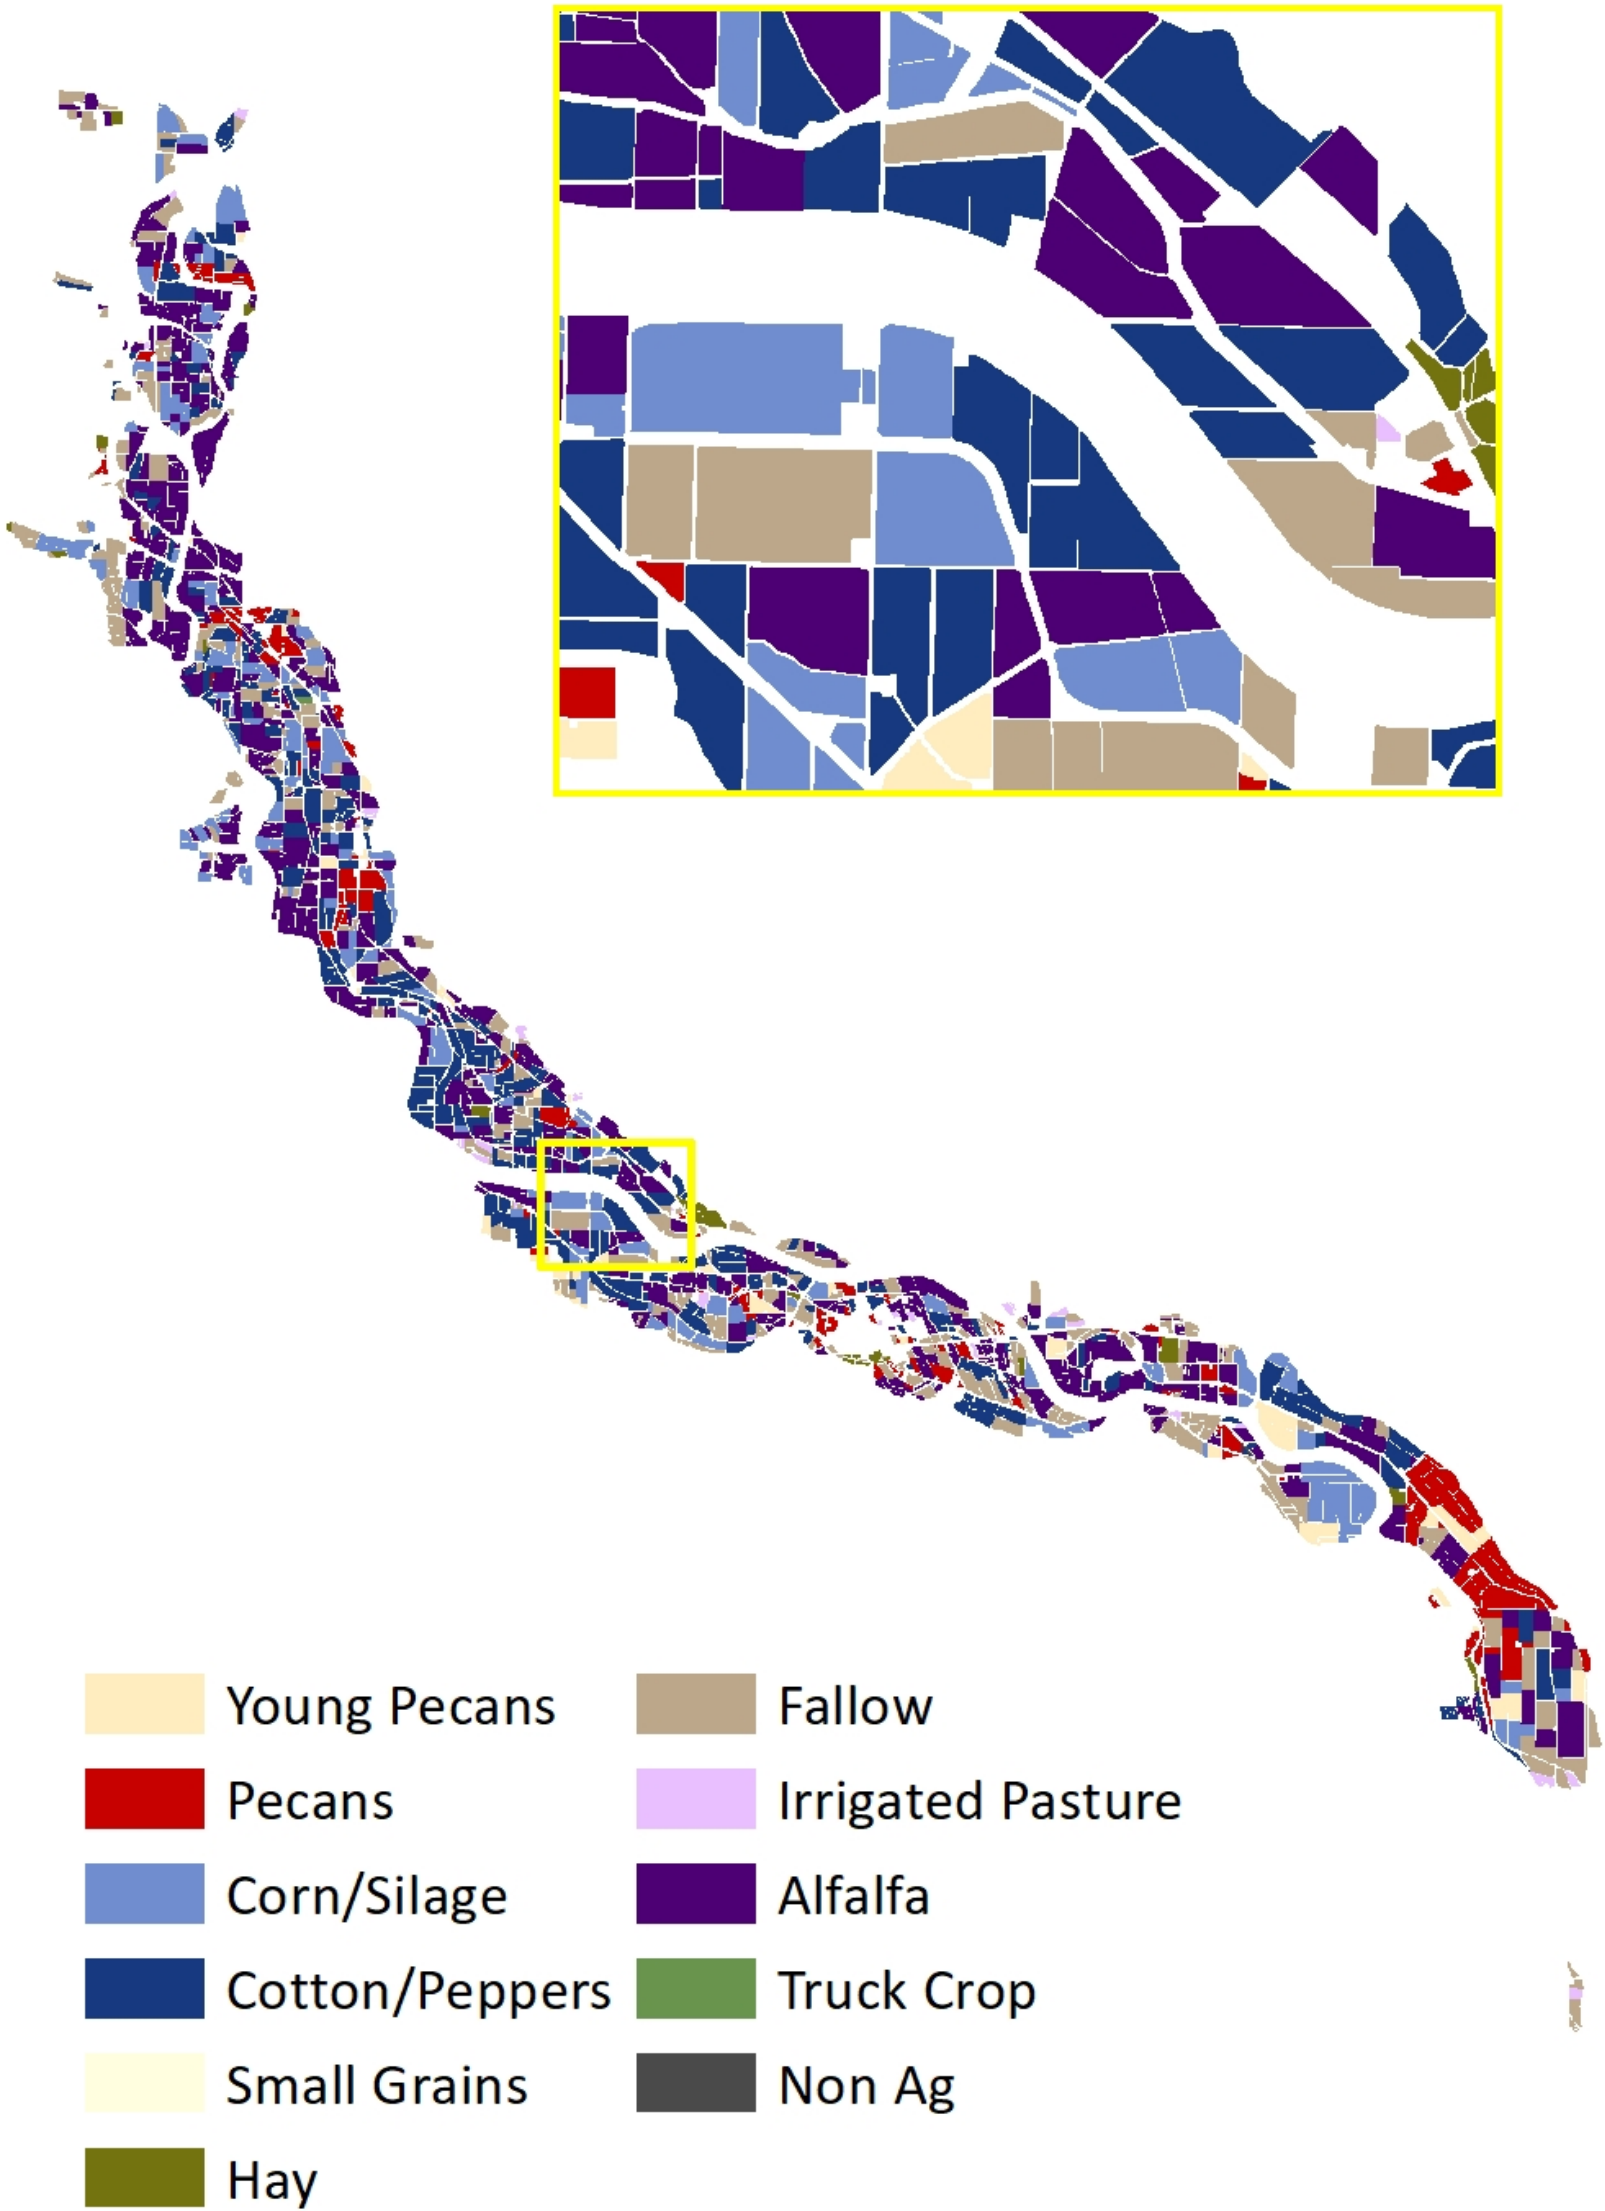 Young Pecans
Fallow
Pecans
Irrigated Pasture
Corn/Silage
Alfalfa
Cotton/Peppers
Truck Crop
Small Grains
Non Ag
Hay